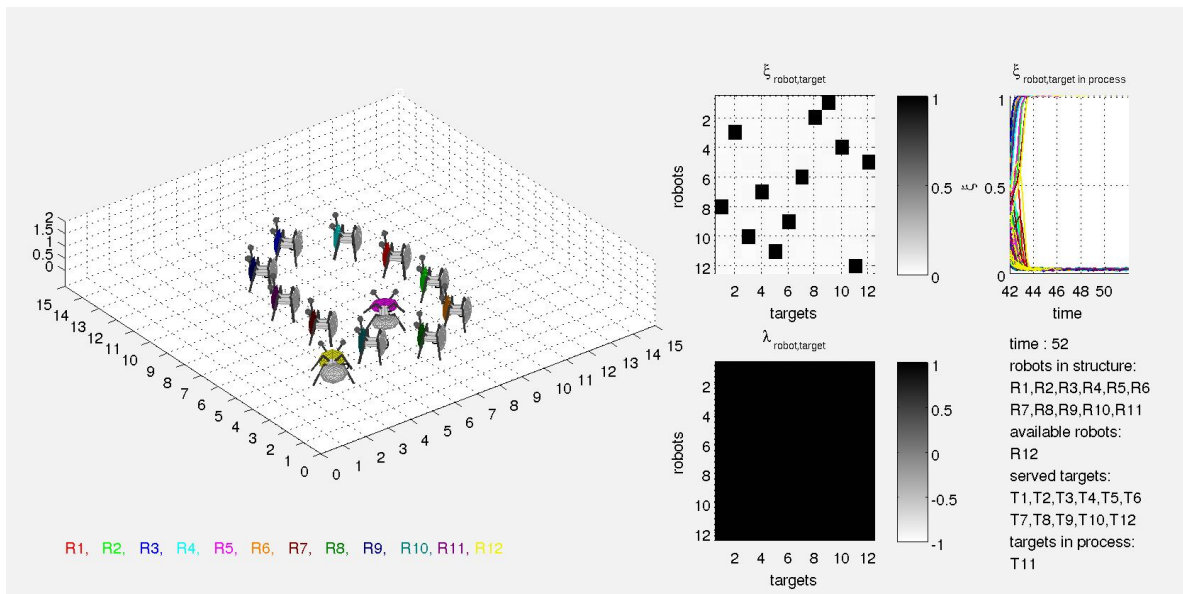 2
1.5
1
0.5
0
15
14
13
12
11
10
9
8
7
6
5
4
3
2
1
0
0
1
2
3
4
5
6
7
8
9
10
11
12
13
14
15
R1, R2, R3, R4, R5, R6, R7, R8, R9, R10, R11, R12
ξ robot,target
robots
2
4
6
8
10
12
2 4 6 8 10 12
targets
1
0.5
0
ξ robot,target in process
ξ
1
0.5
0
42 44 46 48 50
time
λ robot,target
robots
2
4
6
8
10
12
2 4 6 8 10 12
targets
1
0.5
0
-0.5
-1
time : 52
robots in structure:
R1,R2,R3,R4,R5,R6
R7,R8,R9,R10,R11
available robots:
R12
served targets:
T1,T2,T3,T4,T5,T6
T7,T8,T9,T10,T12
targets in process:
T11